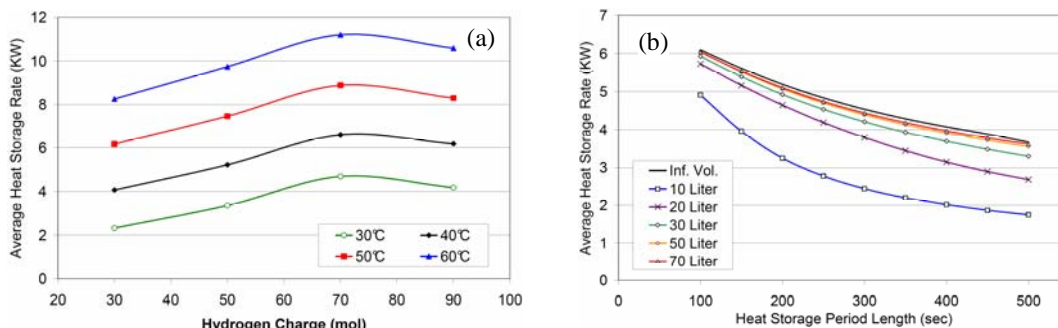 (a)
Average Heat Storage Rate (KW)
12
10
8
6
4
2
0
20 30 40 50 60 70 80 90 100
Hydrogen Charge (mol)
30℃ 40℃
50℃ 60℃
(b)
Average Heat Storage Rate (KW)
7
6
5
4
3
2
1
0
0 100 200 300 400 500
Heat Storage Period Length (sec)
Inf. Vol.
10 Liter
20 Liter
30 Liter
50 Liter
70 Liter